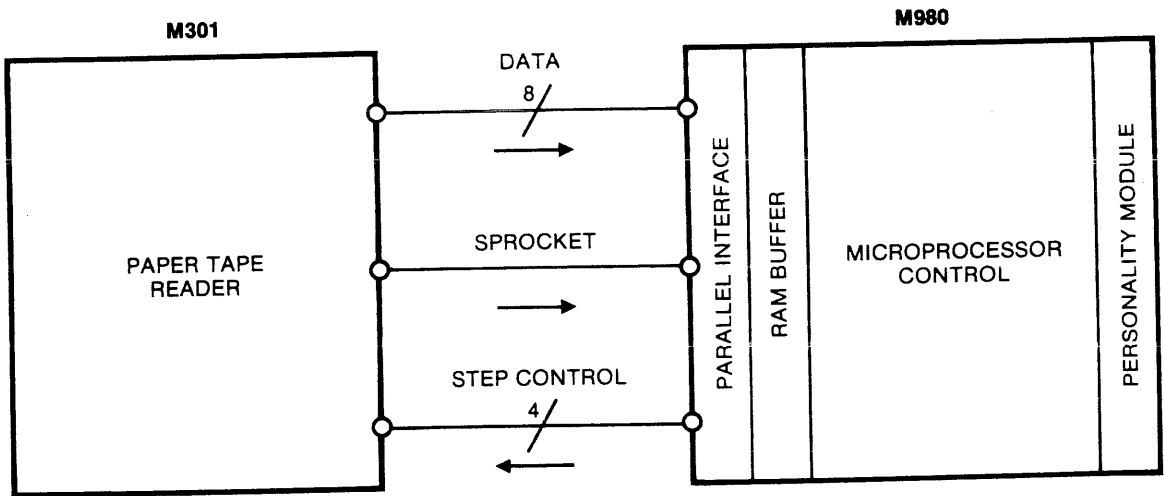 M301
M980
PAPER TAPE
READER
DATA
8
SPROCKET
STEP CONTROL
4
PARALLEL INTERFACE
RAM BUFFER
MICROPROCESSOR
CONTROL
PERSONALITY MODULE